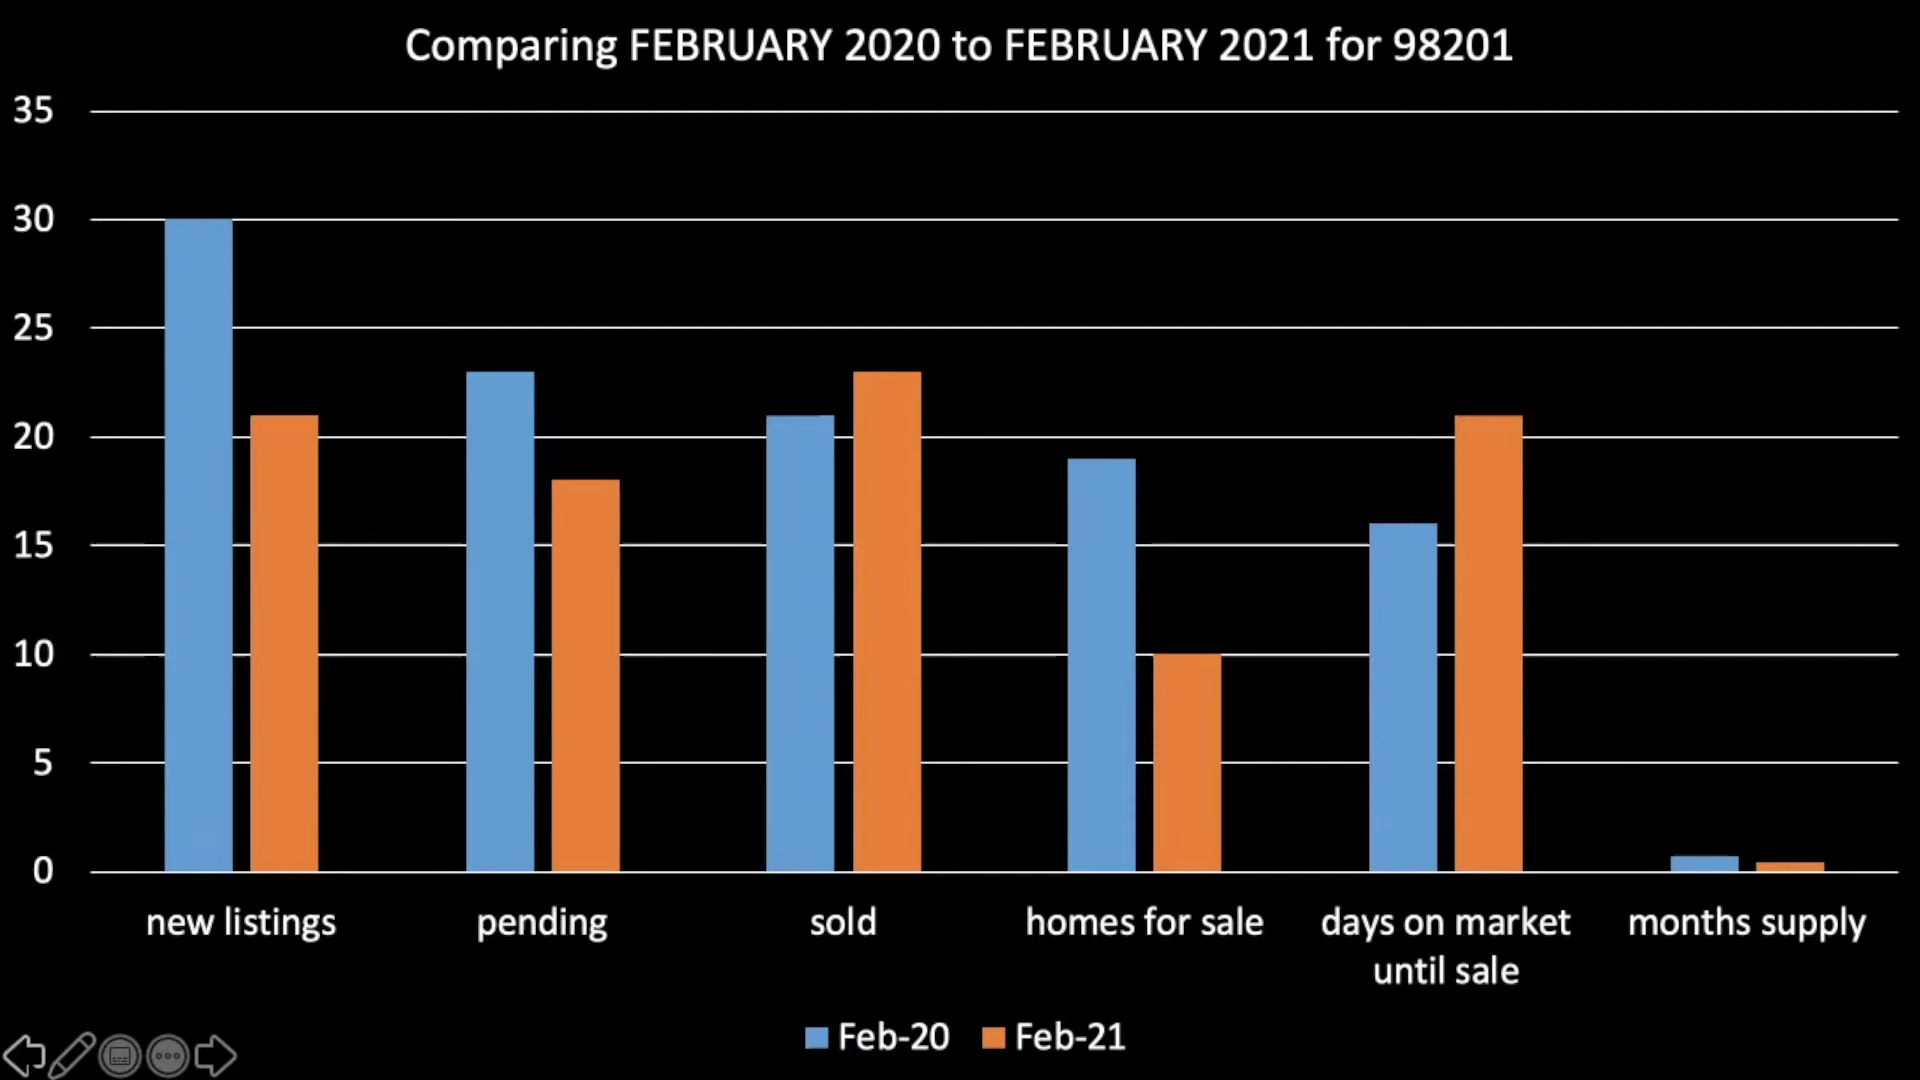 Comparing FEBRUARY 2020 to FEBRUARY 2021 for 98201
35
30
25
20
15
10
5
0
new listings
pending
sold
homes for sale
days on market
until sale
months supply
Feb-20
Feb-21